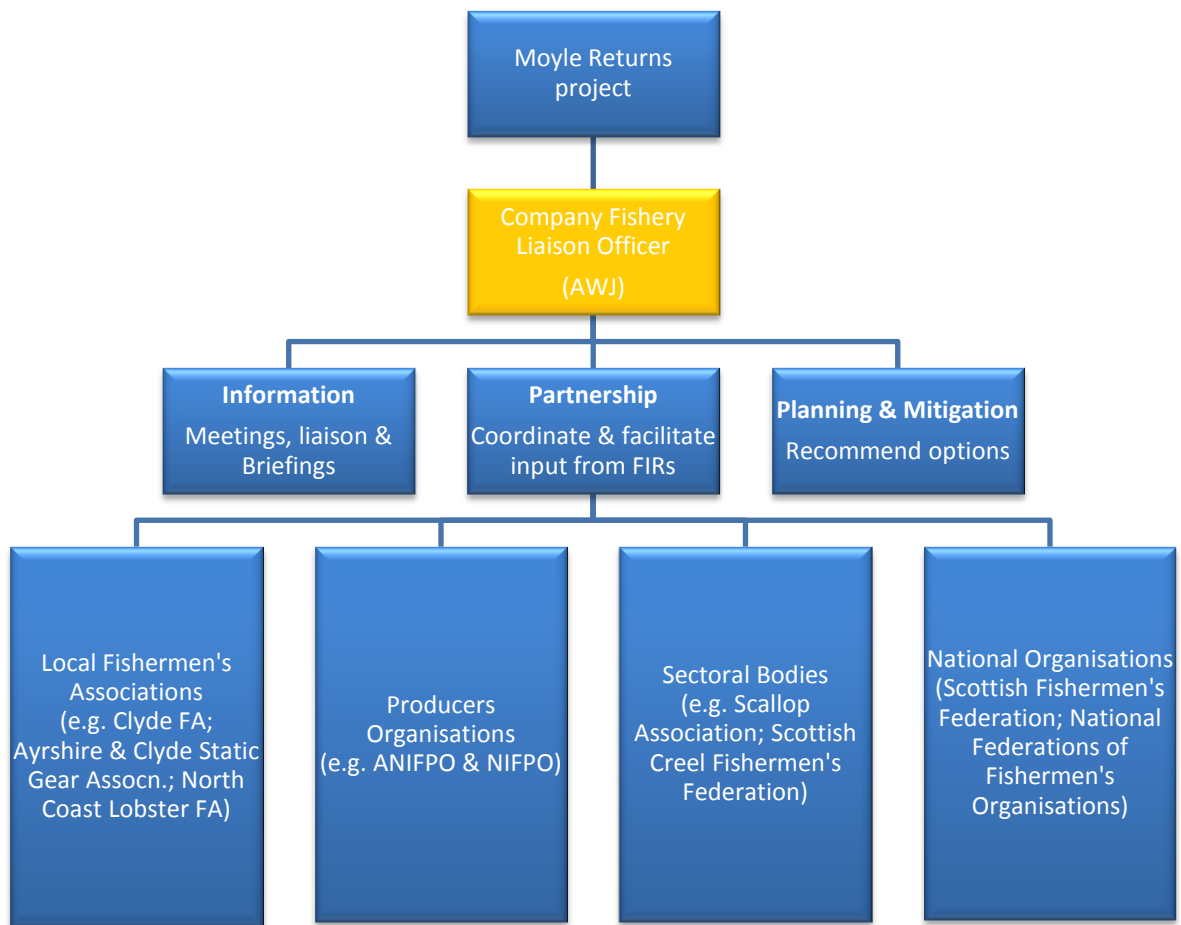 Moyle Returns
project
Company Fishery
Liaison Officer
(AWJ)
Information
Meetings, liaison &
Briefings
Partnership
Coordinate & facilitate
input from FIRs
Planning & Mitigation
Recommend options
Local Fishermen's
Associations
(e.g. Clyde FA;
Ayrshire & Clyde Static
Gear Assocn.; North
Coast Lobster FA)
Producers
Organisations
(e.g. ANIFPO & NIFPO)
Sectoral Bodies
(e.g. Scallop
Association; Scottish
Creel Fishermen's
Federation)
National Organisations
(Scottish Fishermen's
Federation; National
Federations of
Fishermen's
Organisations)